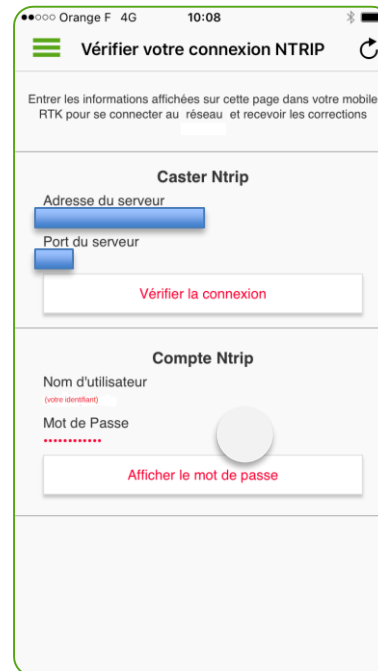 Orange F 4G 10:08
Vérifier votre connexion NTRIP
Entrer les informations affichées sur cette page dans votre mobile
RTK pour se connecter au réseau et recevoir les corrections
Caster Ntrip
Adresse du serveur
Port du serveur
Vérifier la connexion
Compte Ntrip
Nom d'utilisateur
(votre identifiant)
Mot de Passe
••••••••••••
Afficher le mot de passe